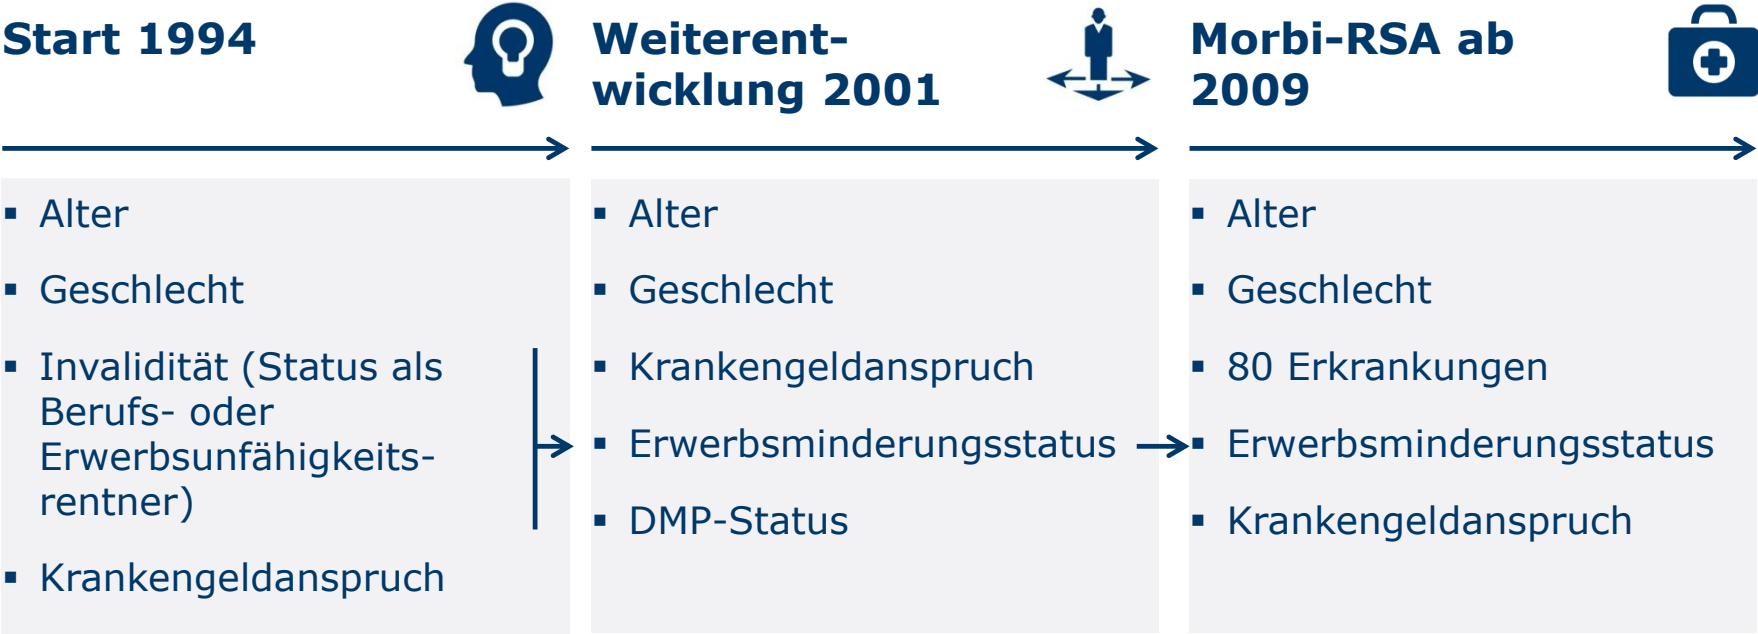 Start 1994
▪ Alter
▪ Geschlecht
▪ Invalidität (Status als
Berufs- oder
Erwerbsunfähigkeits-
rentner)
▪ Krankengeldanspruch
Weiterent-
wicklung 2001
▪ Alter
▪ Geschlecht
▪ Krankengeldanspruch
▪ Erwerbsminderungsstatus
▪ DMP-Status
Morbi-RSA ab
2009
▪ Alter
▪ Geschlecht
▪ 80 Erkrankungen
▪ Erwerbsminderungsstatus
▪ Krankengeldanspruch